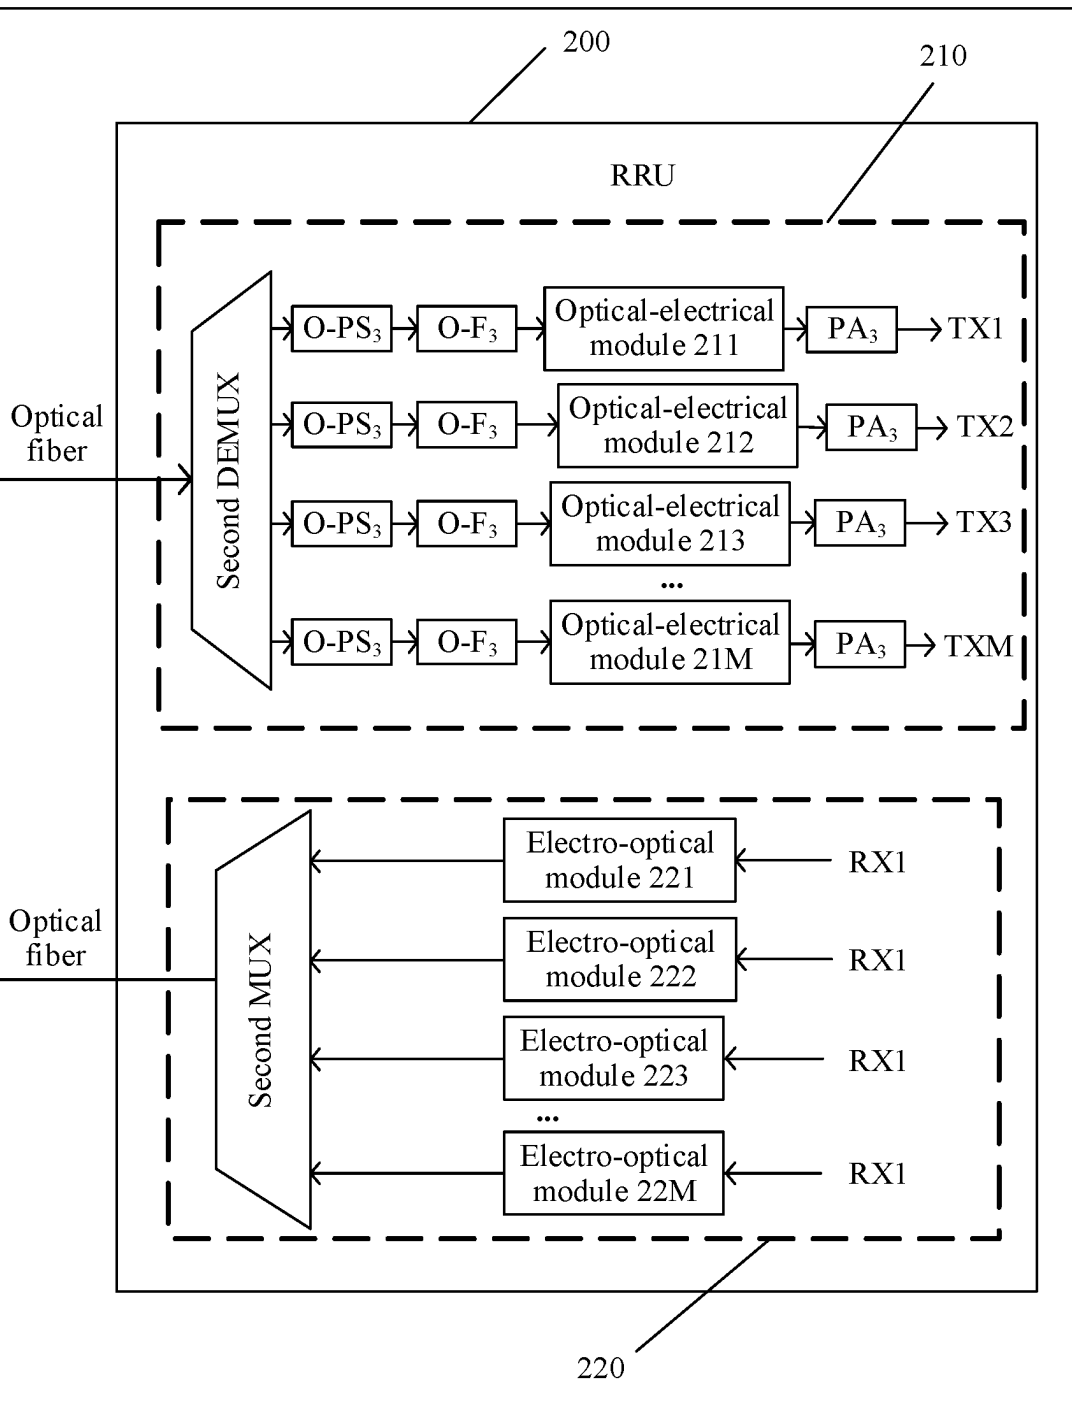 200
210
RRU
O-PS3
O-F3
Optical-electrical
module 211
PA3
TX1
O-PS3
O-F3
Optical-electrical
module 212
PA3
TX2
Optical
fiber
Second DEMUX
O-PS3
O-F3
Optical-electrical
module 213
PA3
TX3
...
O-PS3
O-F3
Optical-electrical
module 21M
PA3
TXM
Electro-optical
module 221
RX1
Optical
fiber
Second MUX
Electro-optical
module 222
RX1
Electro-optical
module 223
RX1
...
Electro-optical
module 22M
RX1
220